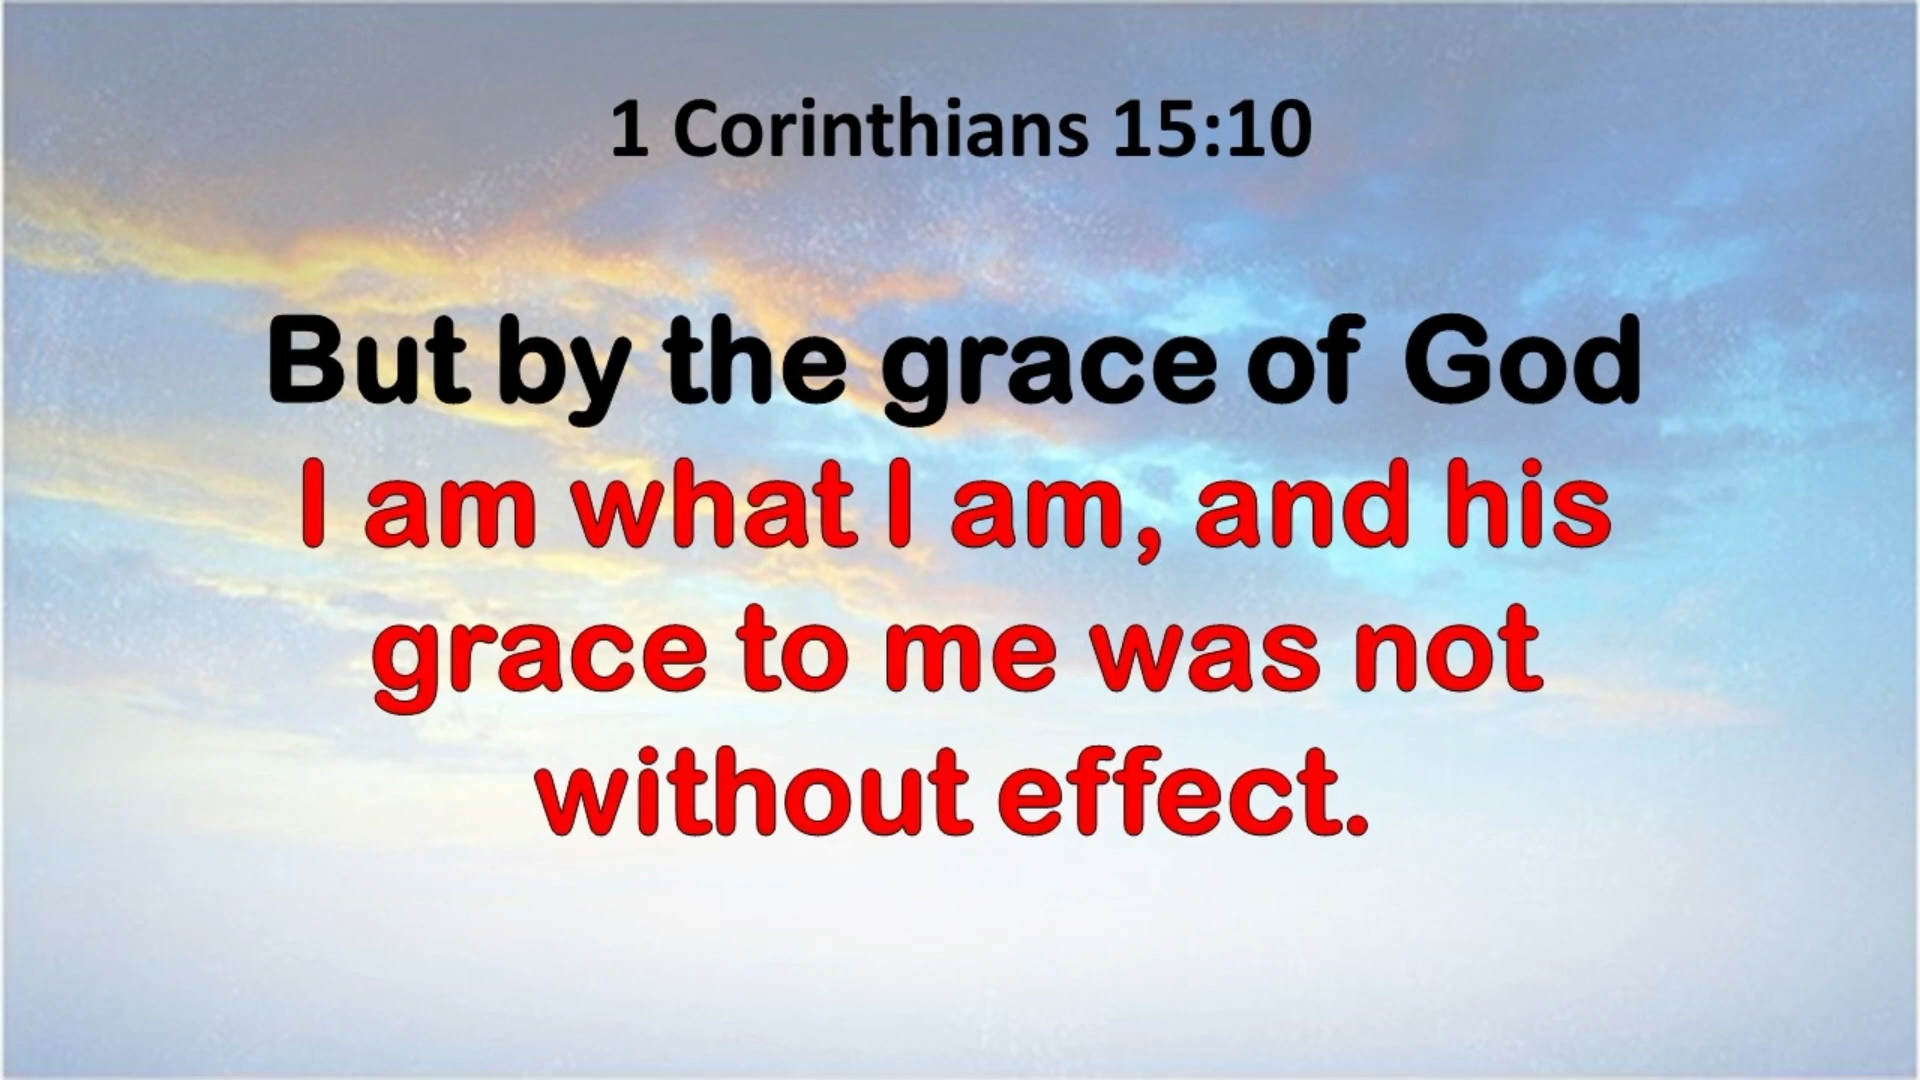 1 Corinthians 15:10
But by the grace of God
I am what I am, and his
grace to me was not
without effect.